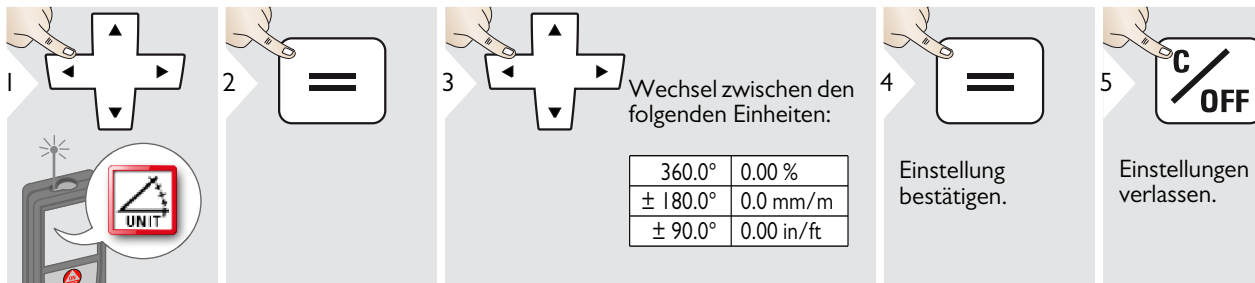 1
UNIT
ON
2
3
Wechsel zwischen den
folgenden Einheiten:
360.0° 0.00 %
± 180.0° 0.0 mm/m
± 90.0° 0.00 in/ft
4
Einstellung
bestätigen.
5
C/OFF
Einstellungen
verlassen.